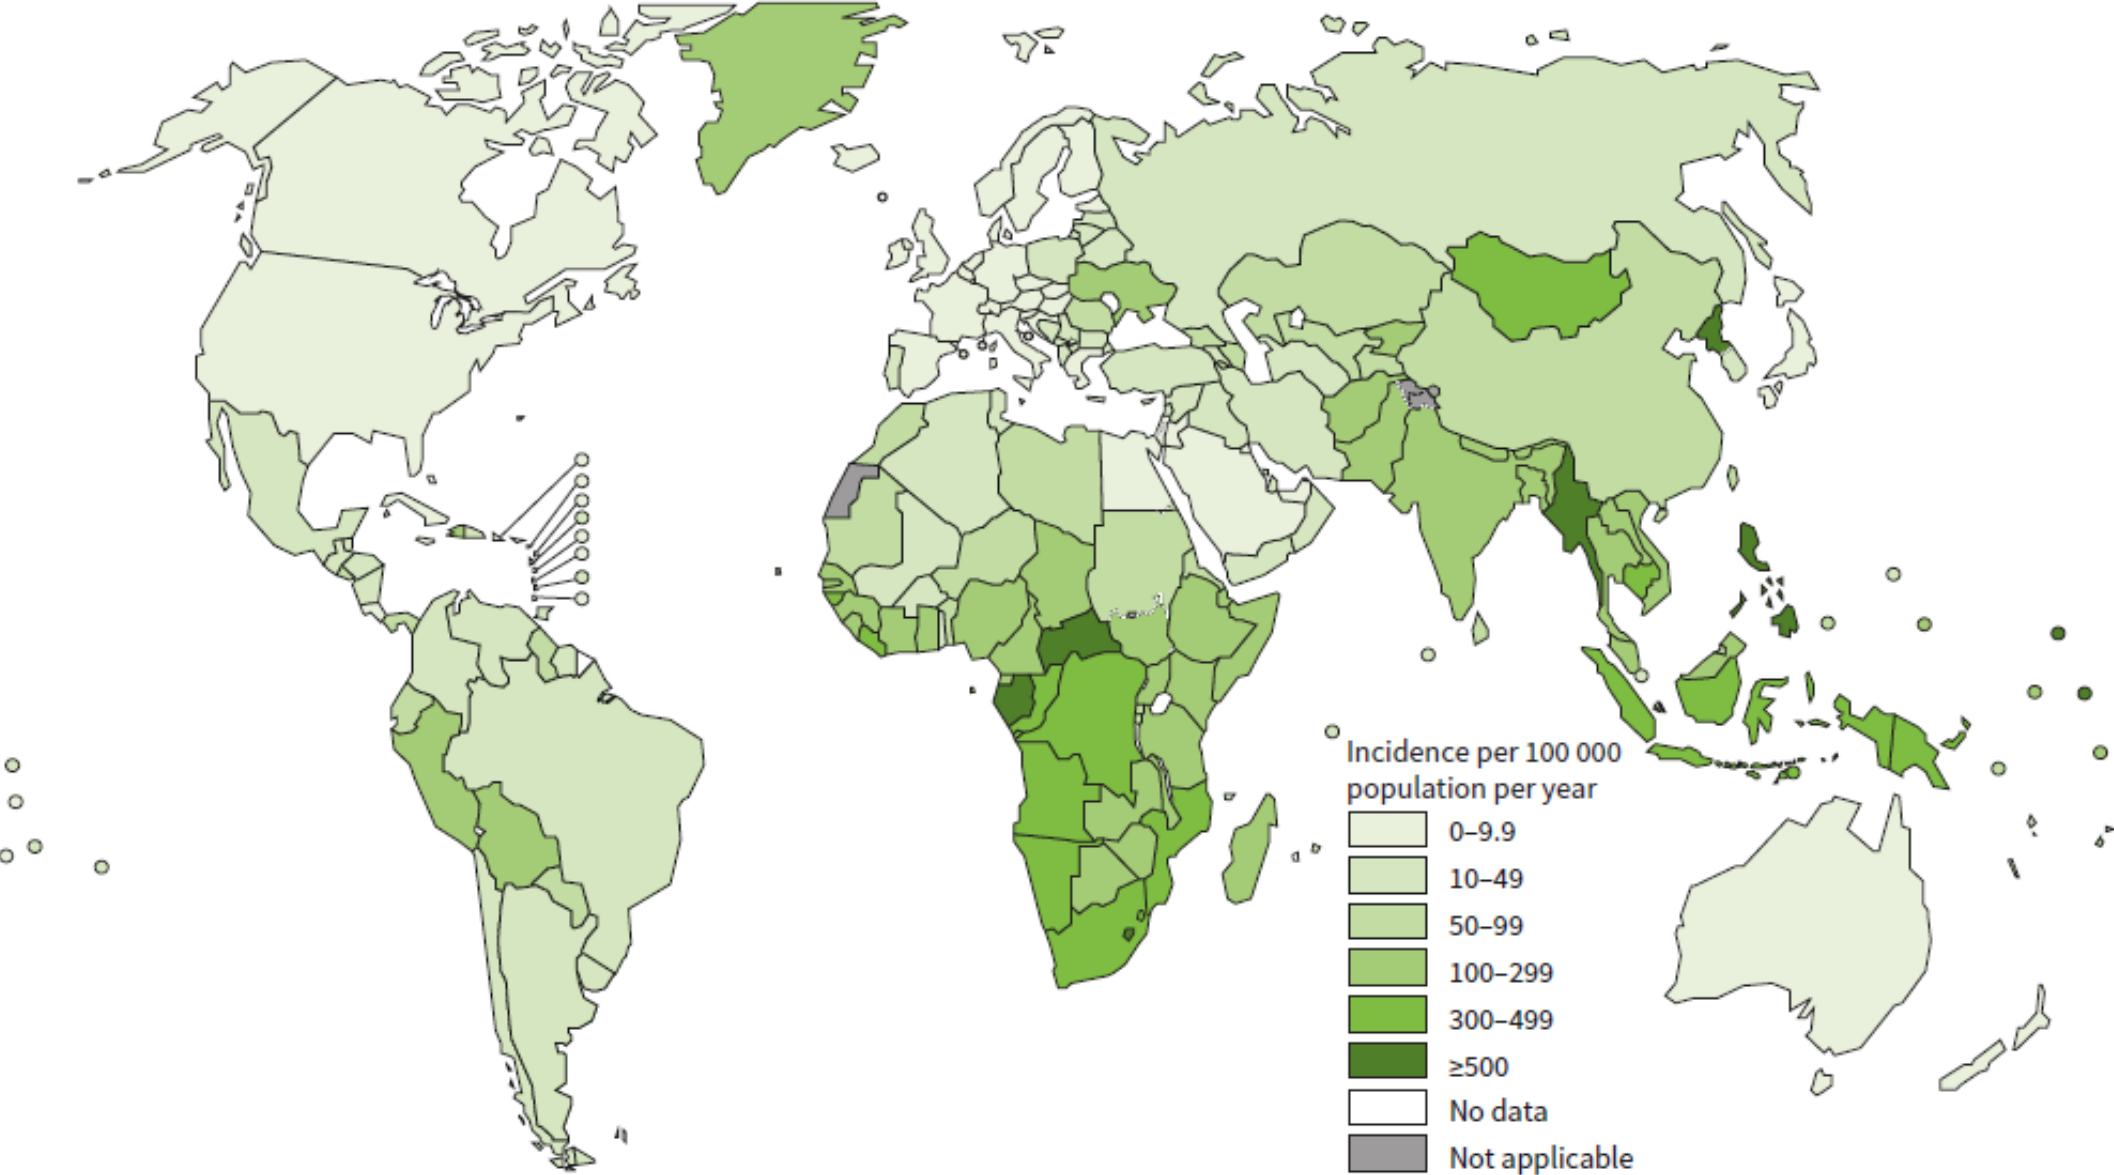 Incidence per 100 000
population per year
0–9.9
10–49
50–99
100–299
300–499
≥500
No data
Not applicable